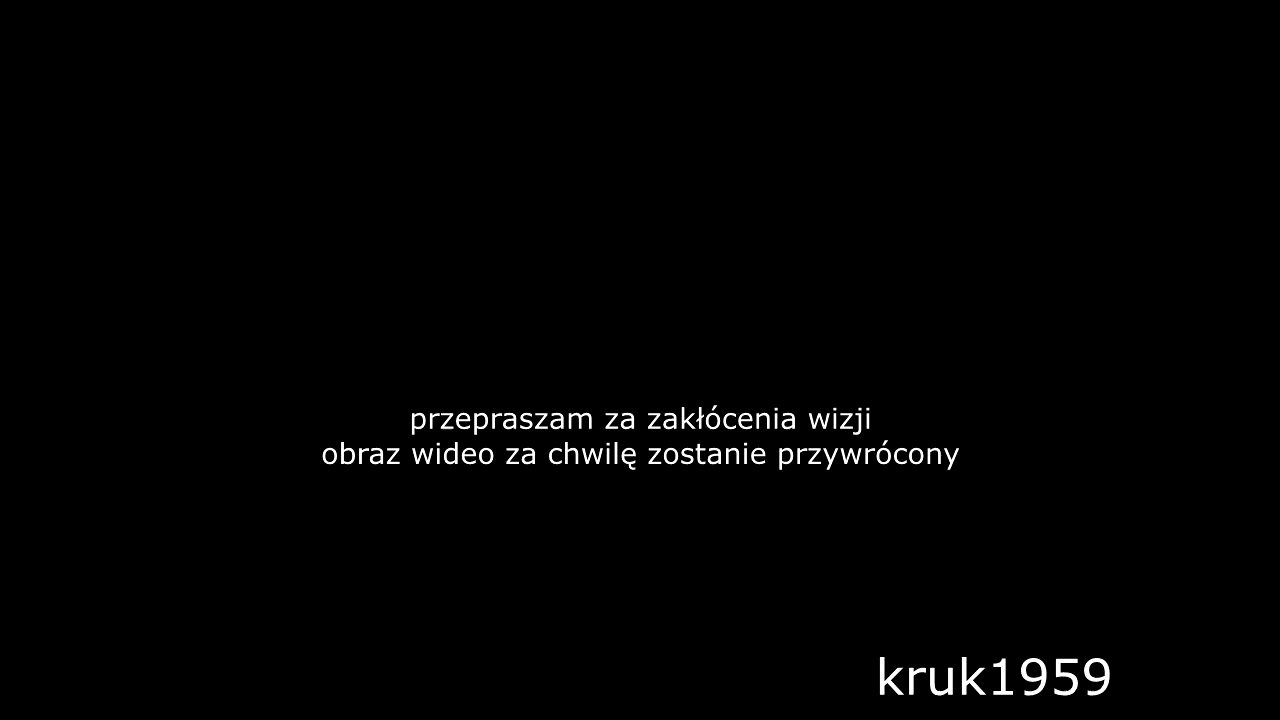 przepraszam za zakłócenia wizji
obraz wideo za chwilę zostanie przywrócony
kruk1959